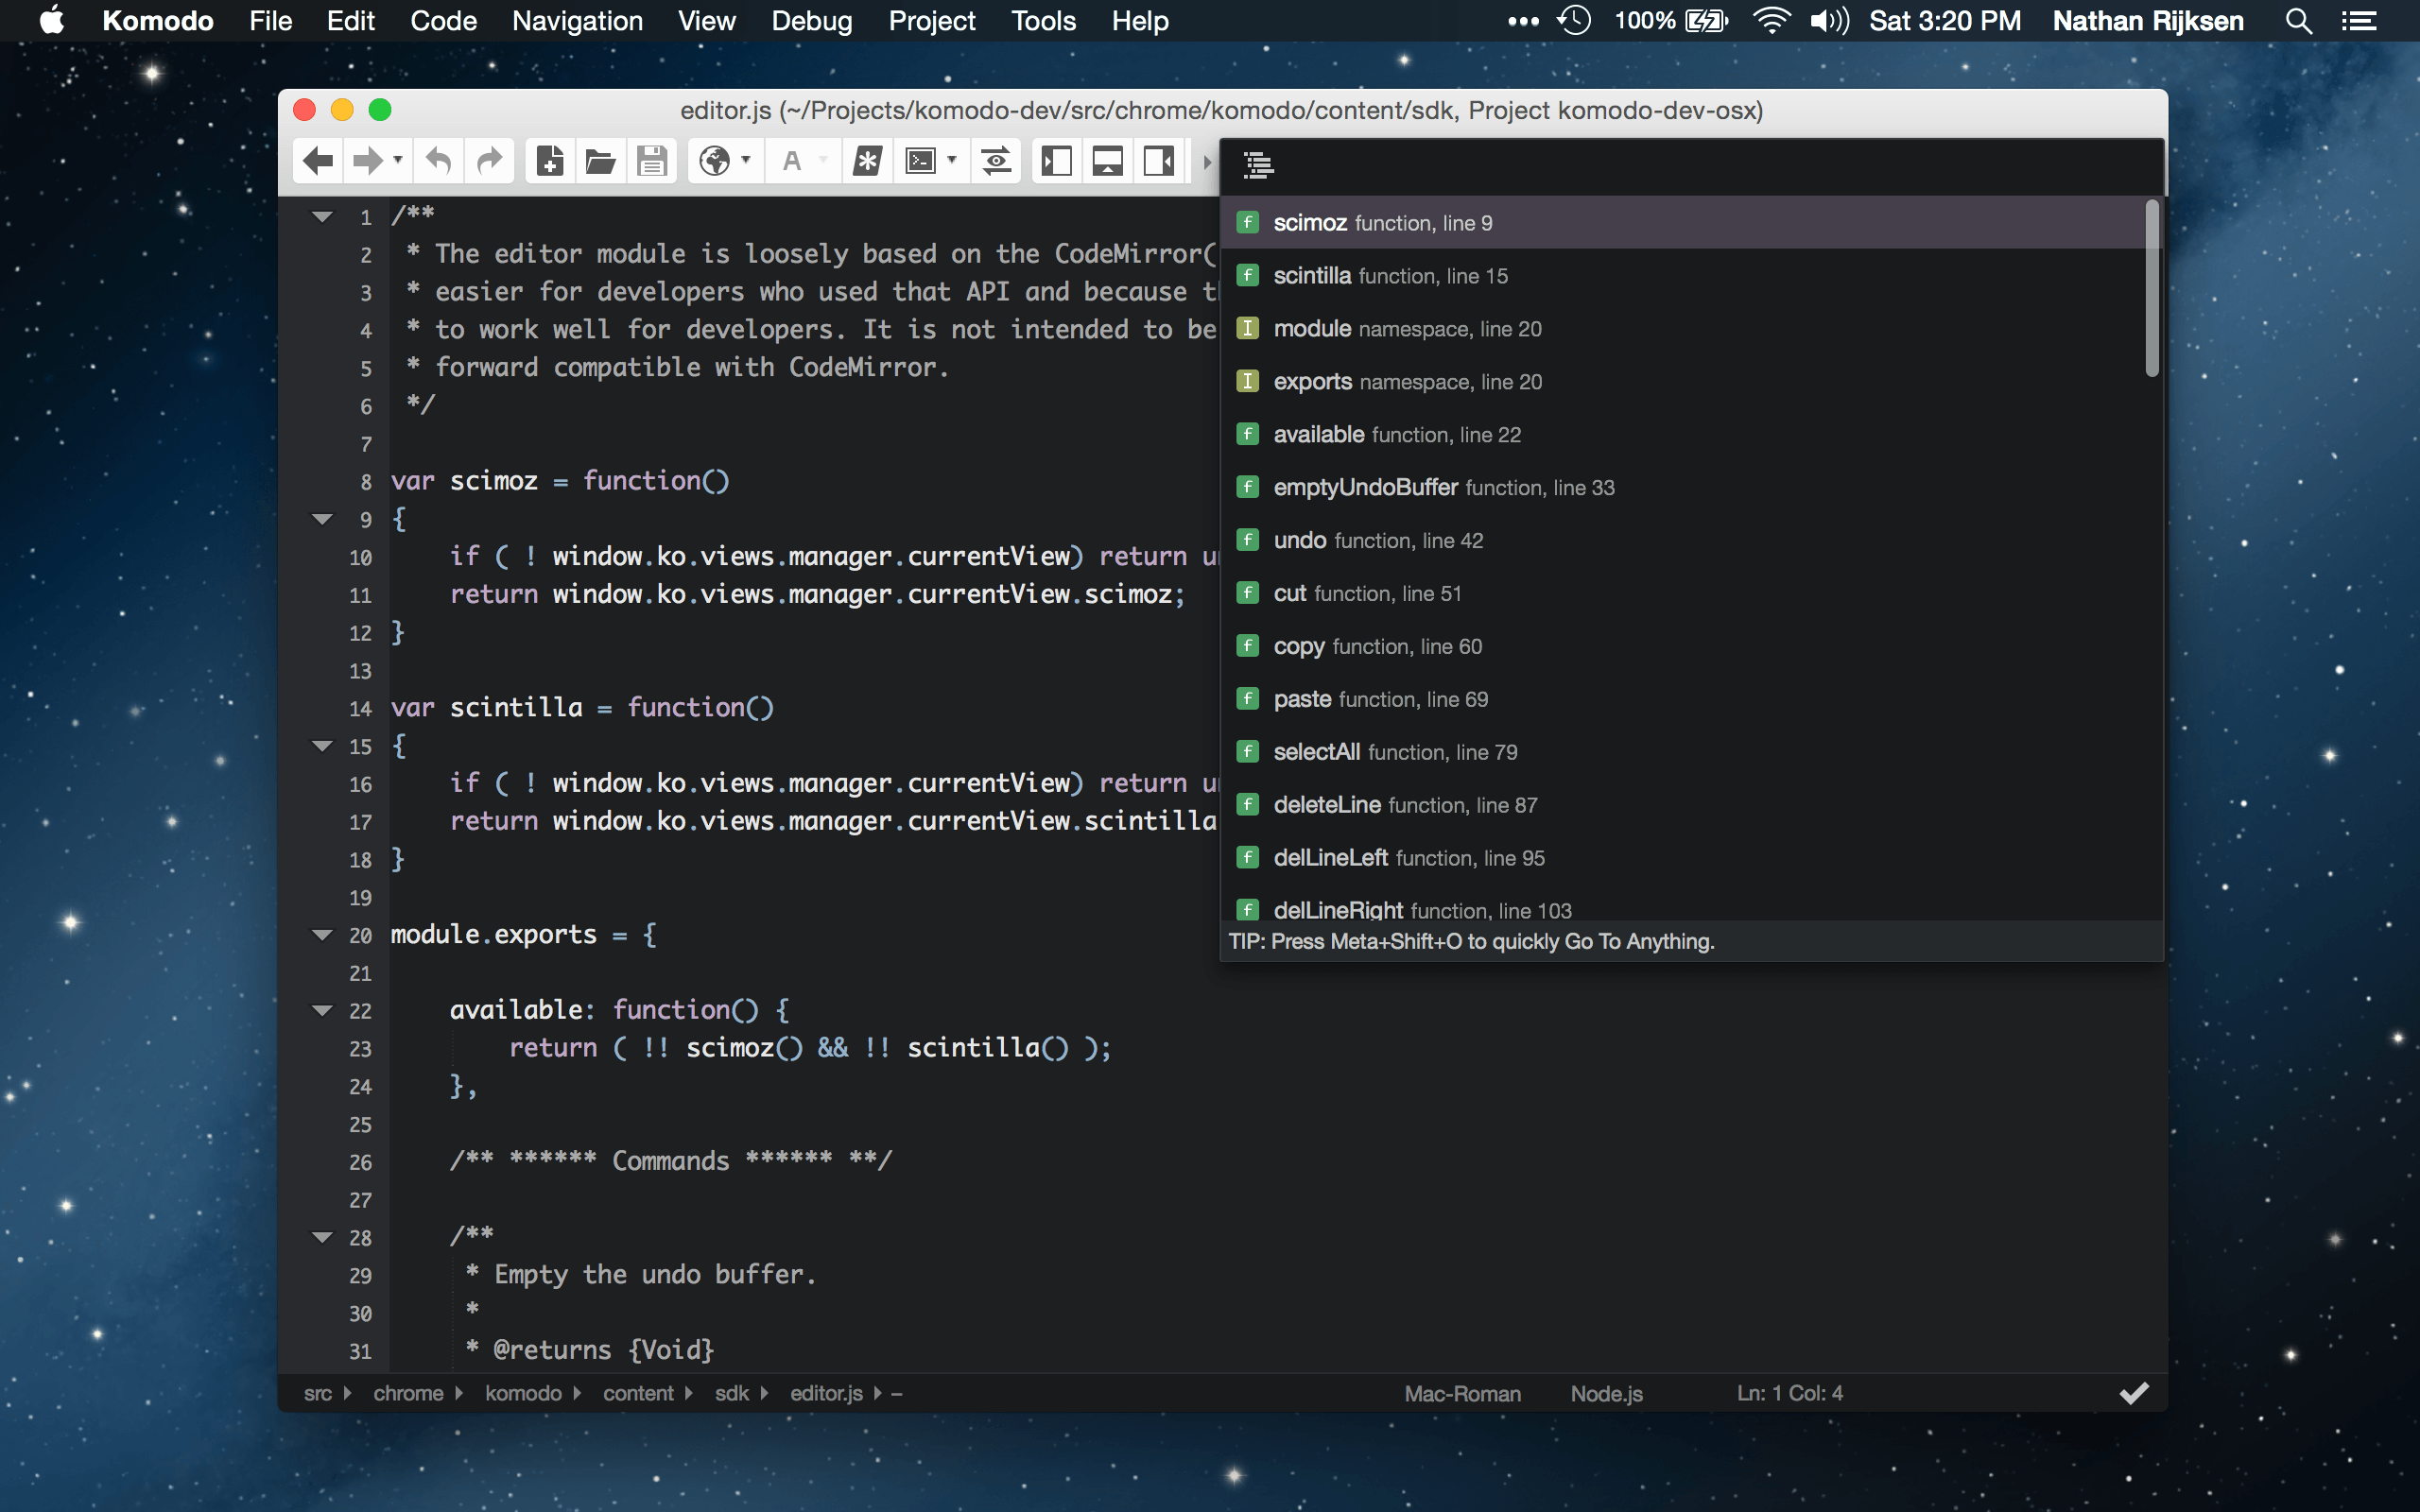 Komodo File Edit Code Navigation View Debug Project Tools Help 100% Sat 3:20 PM Nathan Rijksen
editor.js (~/Projects/komodo-dev/src/chrome/komodo/content/sdk, Project komodo-dev-osx)
1 /**
2 * The editor module is loosely based on the CodeMirror(
3 * easier for developers who used that API and because t
4 * to work well for developers. It is not intended to be
5 * forward compatible with CodeMirror.
6 */
7
8 var scimoz = function()
9 {
10 if ( ! window.ko.views.manager.currentView) return
11 return window.ko.views.manager.currentView.scimoz;
12 }
13
14 var scintilla = function()
15 {
16 if ( ! window.ko.views.manager.currentView) return
17 return window.ko.views.manager.currentView.scintilla
18 }
19
20 module.exports = {
21
22 available: function() {
23 return ( !! scimoz() && !! scintilla() );
24 },
25
26 /** ****** Commands ****** **/
27
28 /**
29 * Empty the undo buffer.
30 *
31 * @returns {Void}
f scimoz function, line 9
f scintilla function, line 15
I module namespace, line 20
I exports namespace, line 20
f available function, line 22
f emptyUndoBuffer function, line 33
f undo function, line 42
f cut function, line 51
f copy function, line 60
f paste function, line 69
f selectAll function, line 79
f deleteLine function, line 87
f delLineLeft function, line 95
f delLineRight function, line 103
TIP: Press Meta+Shift+O to quickly Go To Anything.
src chrome komodo content sdk editor.js – Mac-Roman Node.js Ln: 1 Col: 4